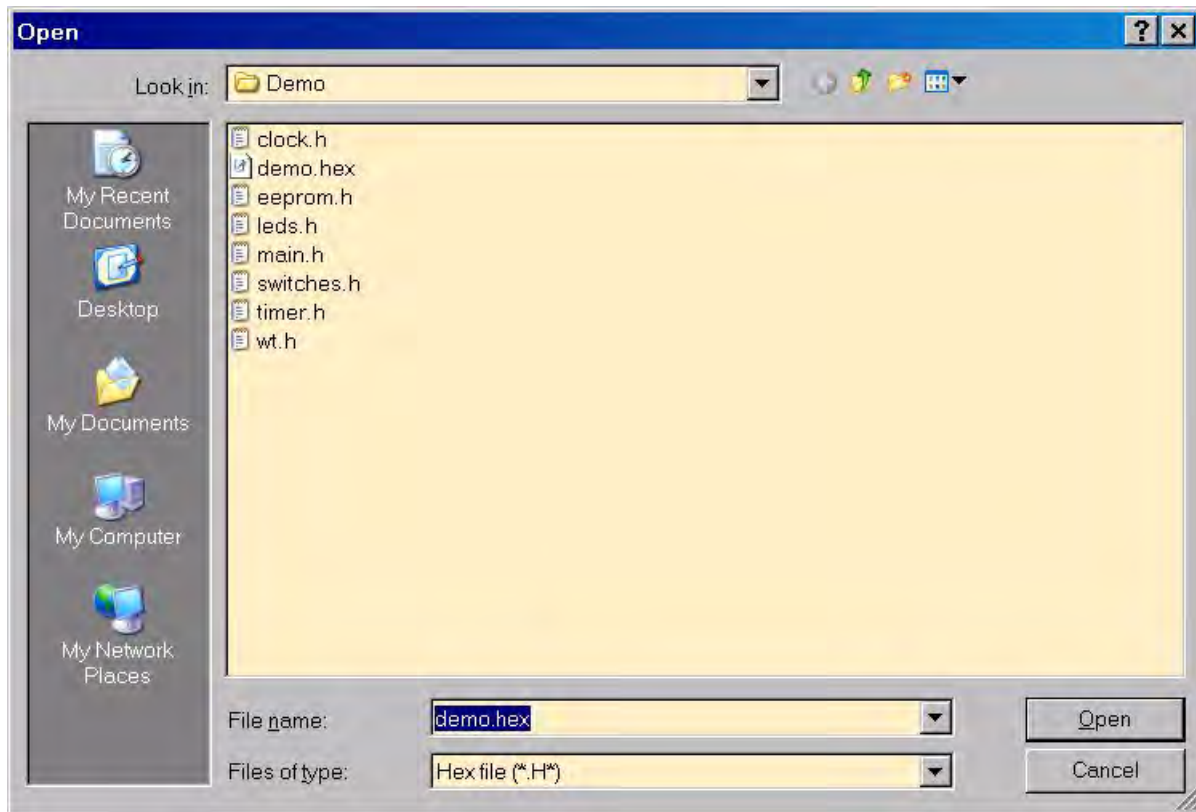 Open
Look in:
Demo
My Recent
Documents
Desktop
My Documents
My Computer
My Network
Places
clock.h
demo.hex
eeprom.h
leds.h
main.h
switches.h
timer.h
wt.h
File name:
demo.hex
Open
Files of type:
Hex file (*.H*)
Cancel